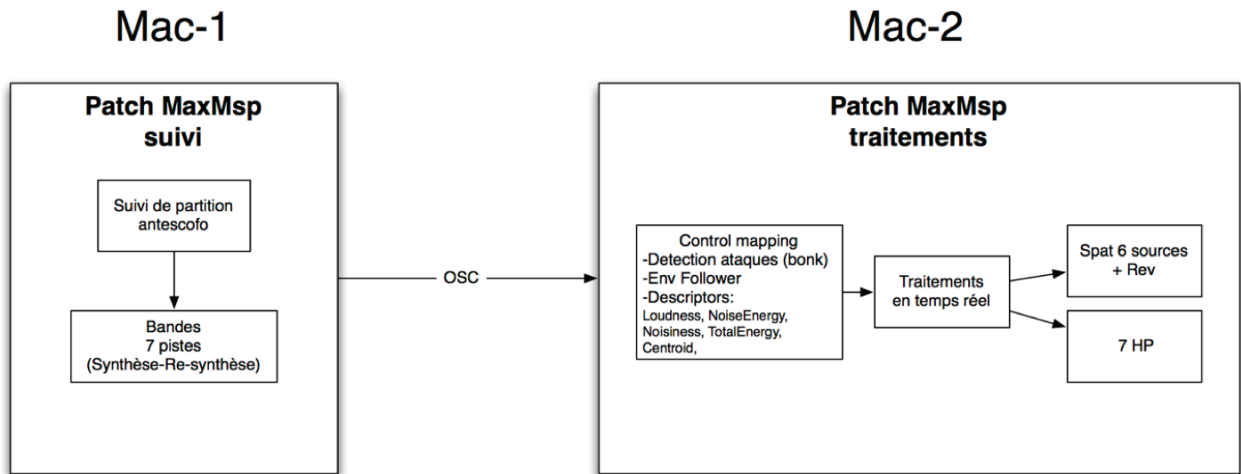 Mac-1
Mac-2
Patch MaxMsp
suivi
Suivi de partition
antescofo
Bandes
7 pistes
(Synthèse-Re-synthèse)
OSC
Patch MaxMsp
traitements
Control mapping
-Detection ataques (bonk)
-Env Follower
-Descriptors:
Loudness, NoiseEnergy,
Noisiness, TotalEnergy,
Centroid,
Traitements
en temps réel
Spat 6 sources
+ Rev
7 HP